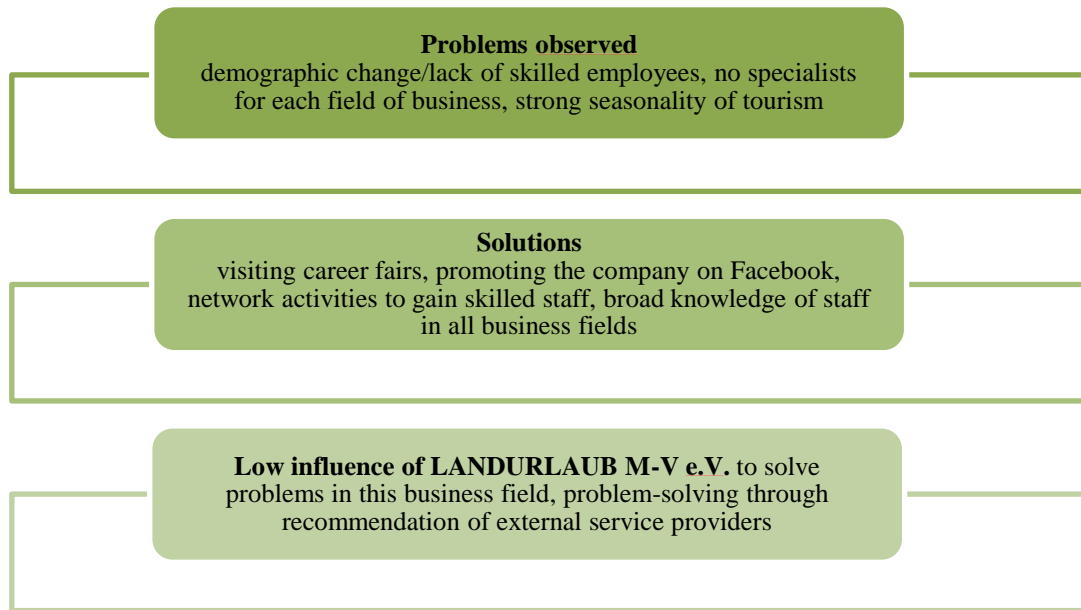 Problems observed
demographic change/lack of skilled employees, no specialists
for each field of business, strong seasonality of tourism
Solutions
visiting career fairs, promoting the company on Facebook,
network activities to gain skilled staff, broad knowledge of staff
in all business fields
Low influence of LANDURLAUB M-V e.V. to solve
problems in this business field, problem-solving through
recommendation of external service providers